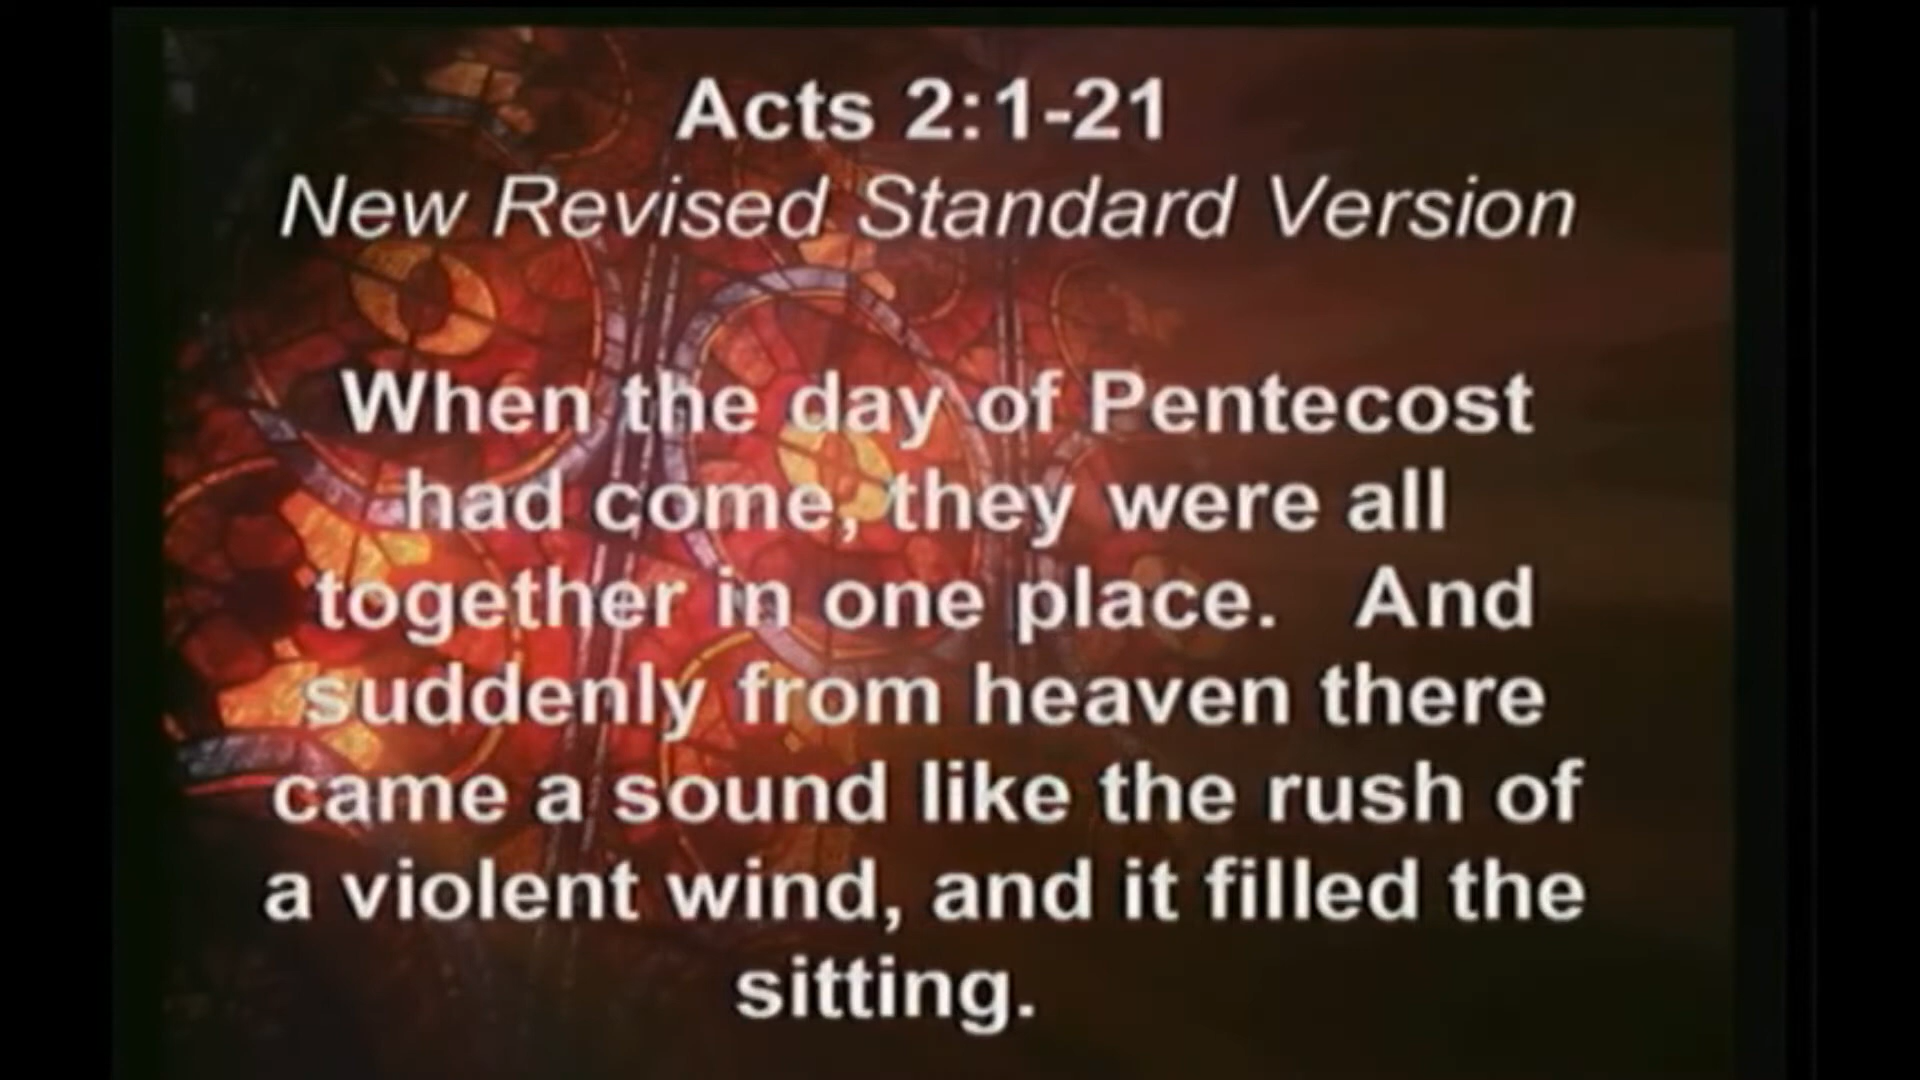 Acts 2:1-21
New Revised Standard Version
When the day of Pentecost
had come, they were all
together in one place. And
suddenly from heaven there
came a sound like the rush of
a violent wind, and it filled the
sitting.